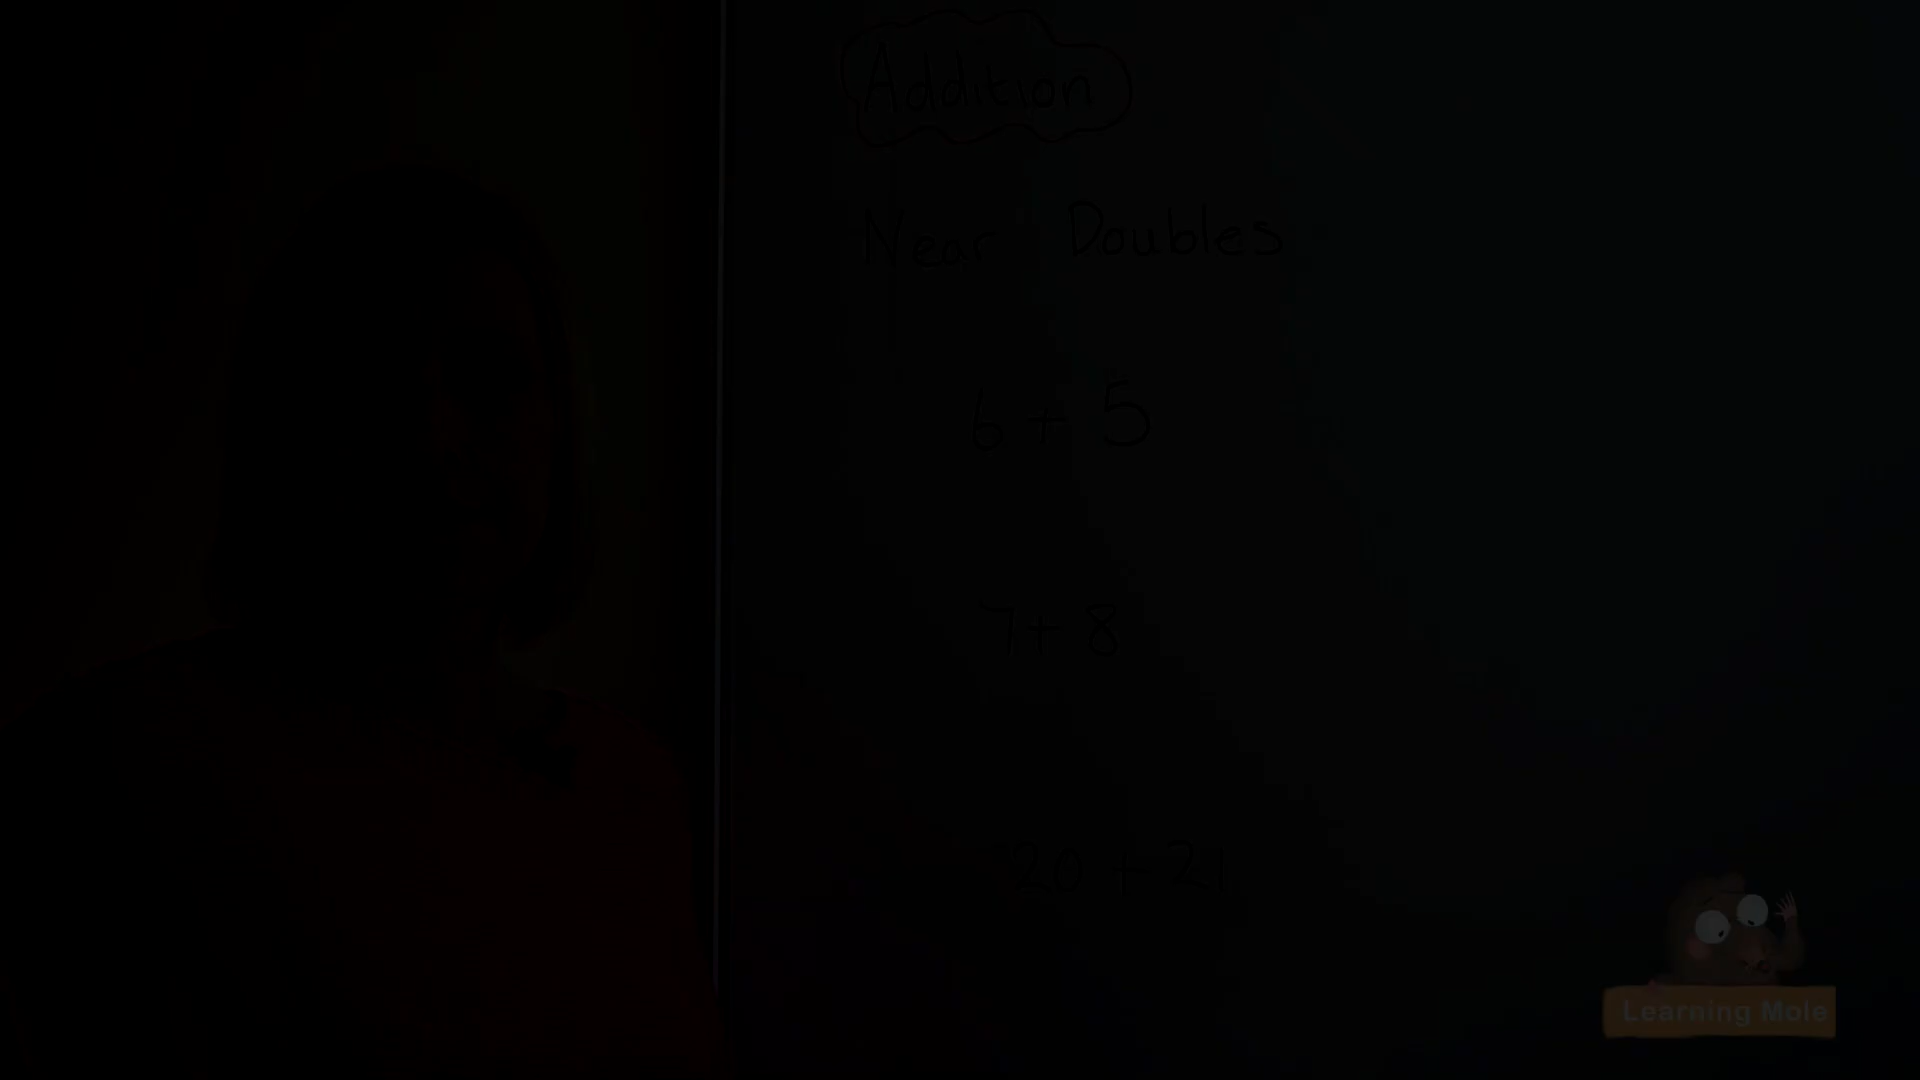 Addition
Near Doubles
6 + 5
7 + 8
20 + 21
Learning Mole